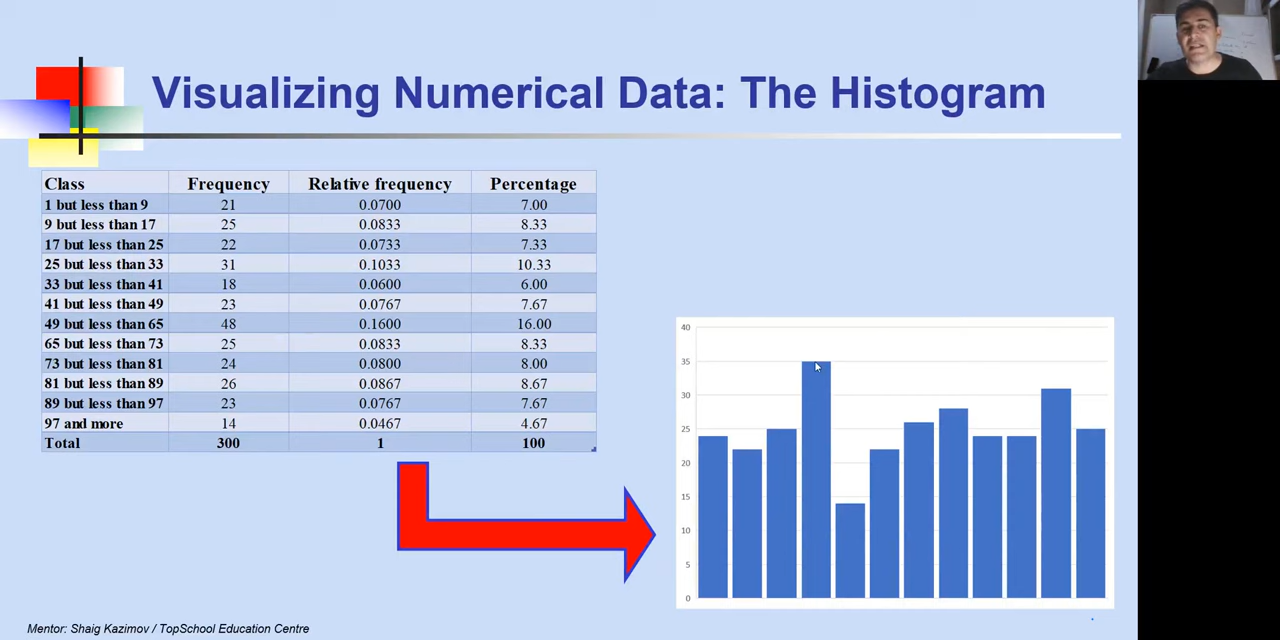 Visualizing Numerical Data: The Histogram
Class Frequency Relative frequency Percentage
1 but less than 9 21 0.0700 7.00
9 but less than 17 25 0.0833 8.33
17 but less than 25 22 0.0733 7.33
25 but less than 33 31 0.1033 10.33
33 but less than 41 18 0.0600 6.00
41 but less than 49 23 0.0767 7.67
49 but less than 65 48 0.1600 16.00
65 but less than 73 25 0.0833 8.33
73 but less than 81 24 0.0800 8.00
81 but less than 89 26 0.0867 8.67
89 but less than 97 23 0.0767 7.67
97 and more 14 0.0467 4.67
Total 300 1 100
40
35
30
25
20
15
10
5
0
Mentor: Shaig Kazimov / TopSchool Education Centre